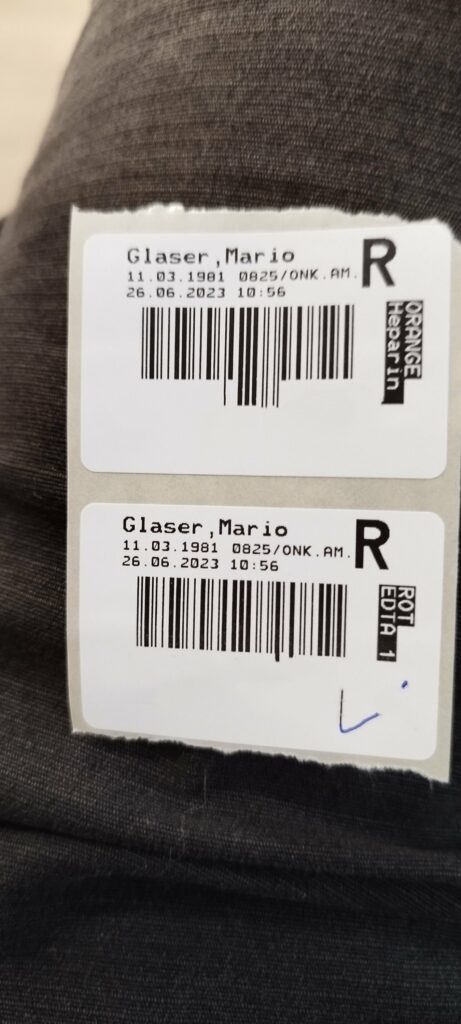 Glaser,Mario
11.03.1981 0825/ONK.AM.
26.06.2023 10:56
R
ORANGE
Heparin
Glaser,Mario
11.03.1981 0825/ONK.AM.
26.06.2023 10:56
R
ROT
EDTA 1